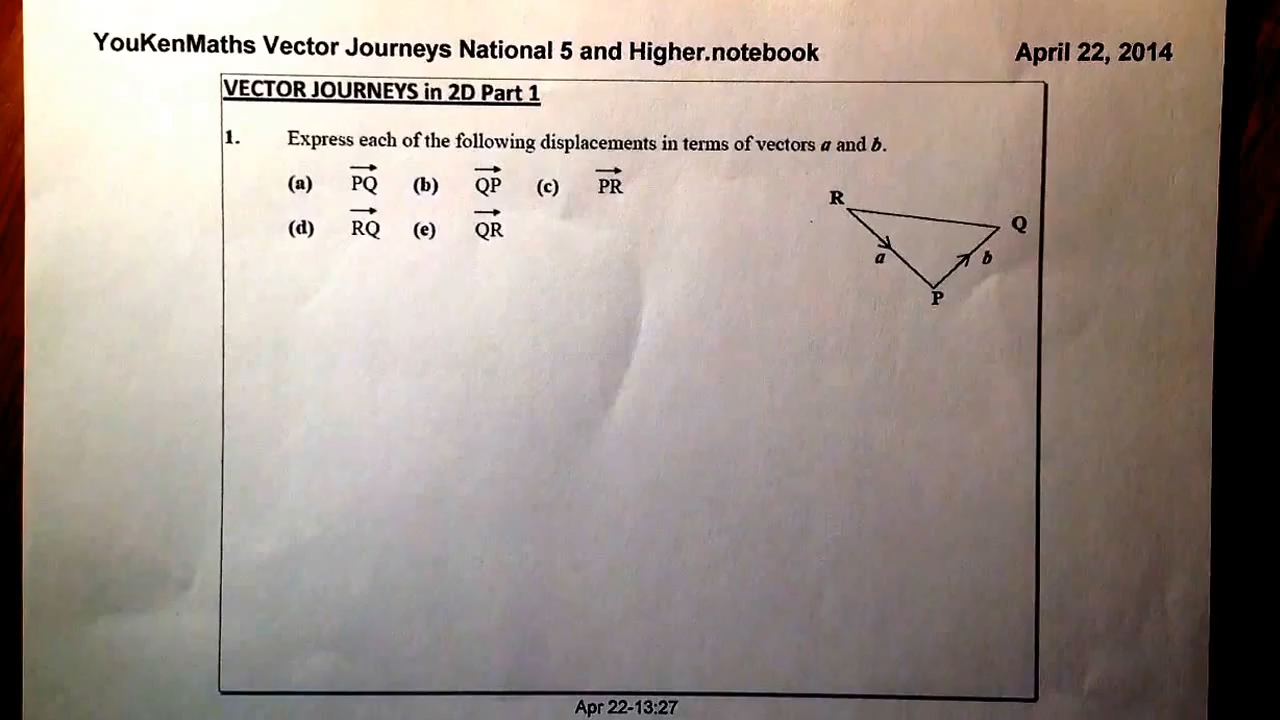 YouKenMaths Vector Journeys National 5 and Higher.notebook April 22, 2014
VECTOR JOURNEYS in 2D Part 1
1. Express each of the following displacements in terms of vectors a and b.
(a) PQ (b) QP (c) PR
(d) RQ (e) QR
R
Q
a
b
P
Apr 22-13:27